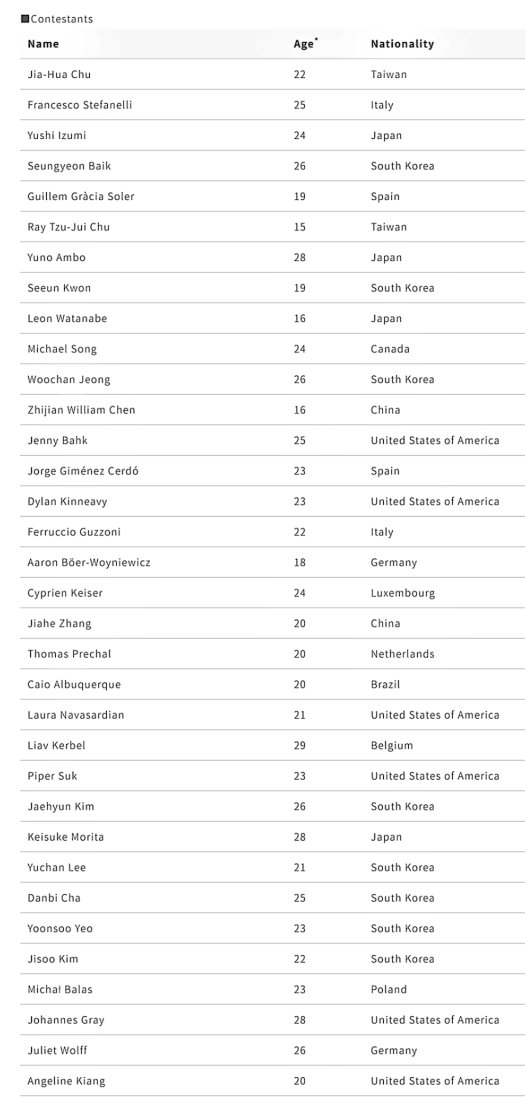 ■Contestants
Name Age* Nationality
Jia-Hua Chu 22 Taiwan
Francesco Stefanelli 25 Italy
Yushi Izumi 24 Japan
Seungyeon Baik 26 South Korea
Guillem Gràcia Soler 19 Spain
Ray Tzu-Jui Chu 15 Taiwan
Yuno Ambo 28 Japan
Seeun Kwon 19 South Korea
Leon Watanabe 16 Japan
Michael Song 24 Canada
Woochan Jeong 26 South Korea
Zhijian William Chen 16 China
Jenny Bahk 25 United States of America
Jorge Giménez Cerdó 23 Spain
Dylan Kinneavy 23 United States of America
Ferruccio Guzzoni 22 Italy
Aaron Böer-Woyniewicz 18 Germany
Cyprien Keiser 24 Luxembourg
Jiahe Zhang 20 China
Thomas Prechal 20 Netherlands
Caio Albuquerque 20 Brazil
Laura Navasardian 21 United States of America
Liav Kerbel 29 Belgium
Piper Suk 23 United States of America
Jaehyun Kim 26 South Korea
Keisuke Morita 28 Japan
Yuchan Lee 21 South Korea
Danbi Cha 25 South Korea
Yoonsoo Yeo 23 South Korea
Jisoo Kim 22 South Korea
Michał Balas 23 Poland
Johannes Gray 28 United States of America
Juliet Wolff 26 Germany
Angeline Kiang 20 United States of America